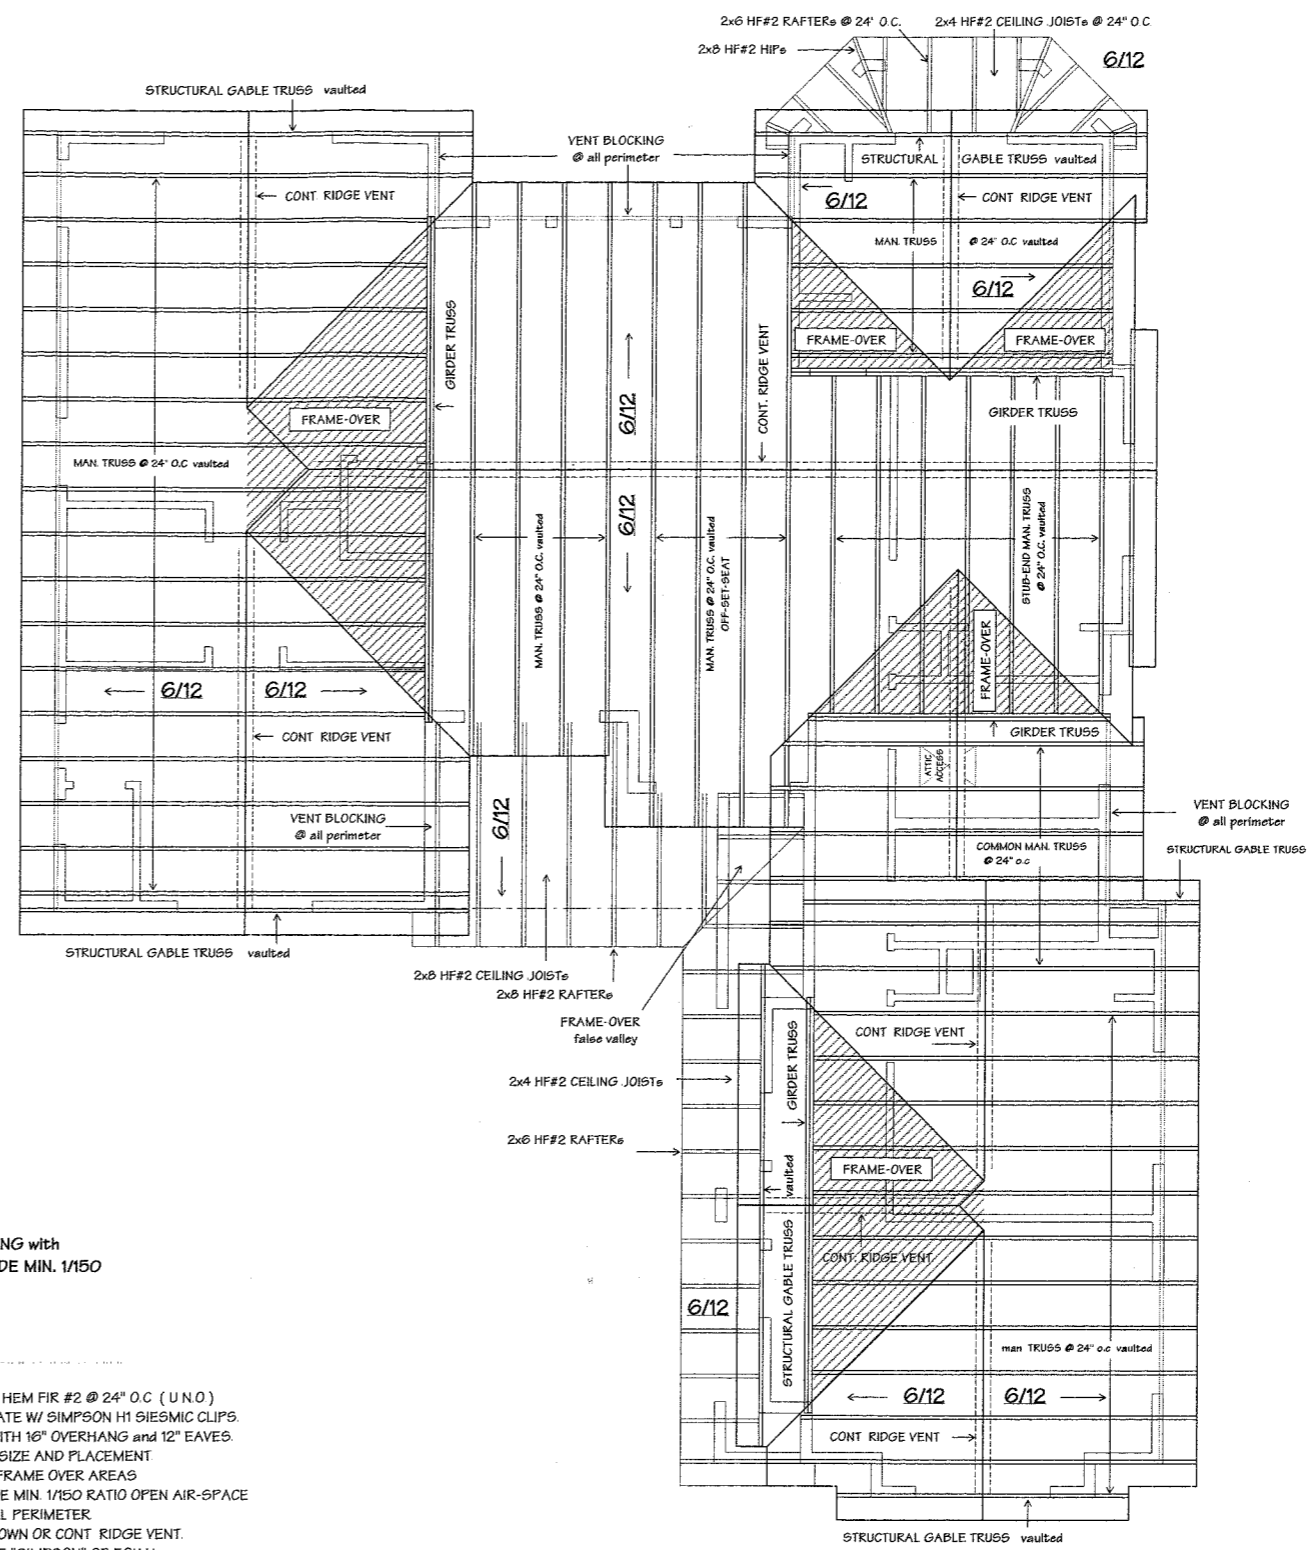 2x6 HF#2 RAFTERs @ 24' O.C.
2x4 HF#2 CEILING JOISTs @ 24" O.C
2x8 HF#2 HIPs
6/12
STRUCTURAL GABLE TRUSS vaulted
VENT BLOCKING
@ all perimeter
STRUCTURAL GABLE TRUSS vaulted
CONT. RIDGE VENT
6/12
CONT RIDGE VENT
MAN. TRUSS @ 24" O.C vaulted
6/12
GIRDER TRUSS
CONT. RIDGE VENT
FRAME-OVER
FRAME-OVER
6/12
GIRDER TRUSS
FRAME-OVER
MAN. TRUSS @ 24" O.C vaulted
6/12
MAN. TRUSS @ 24" O.C. vaulted
MAN. TRUSS @ 24" O.C. vaulted
OFF-SET-SEAT
STUB-END MAN. TRUSS
@ 24" O.C. vaulted
FRAME-OVER
6/12
6/12
CONT RIDGE VENT
GIRDER TRUSS
ATTIC
ACCESS
VENT BLOCKING
@ all perimeter
6/12
VENT BLOCKING
@ all perimeter
COMMON MAN. TRUSS
@ 24" o.c
STRUCTURAL GABLE TRUSS
STRUCTURAL GABLE TRUSS vaulted
2x8 HF#2 CEILING JOISTs
2x8 HF#2 RAFTERs
FRAME-OVER
false valley
CONT RIDGE VENT
GIRDER TRUSS
2x4 HF#2 CEILING JOISTs
2x6 HF#2 RAFTERs
FRAME-OVER
STRUCTURAL GABLE TRUSS vaulted
CONT. RIDGE VENT
NG with
DE MIN. 1/150
6/12
man TRUSS @ 24" o.c vaulted
6/12
6/12
CONT RIDGE VENT
HEM FIR #2 @ 24" O.C ( U N.O )
ATE W/ SIMPSON H1 SIESMIC CLIPS.
ITH 16" OVERHANG and 12" EAVES.
SIZE AND PLACEMENT
FRAME OVER AREAS
E MIN. 1/150 RATIO OPEN AIR-SPACE
L PERIMETER
OWN OR CONT RIDGE VENT.
STRUCTURAL GABLE TRUSS vaulted